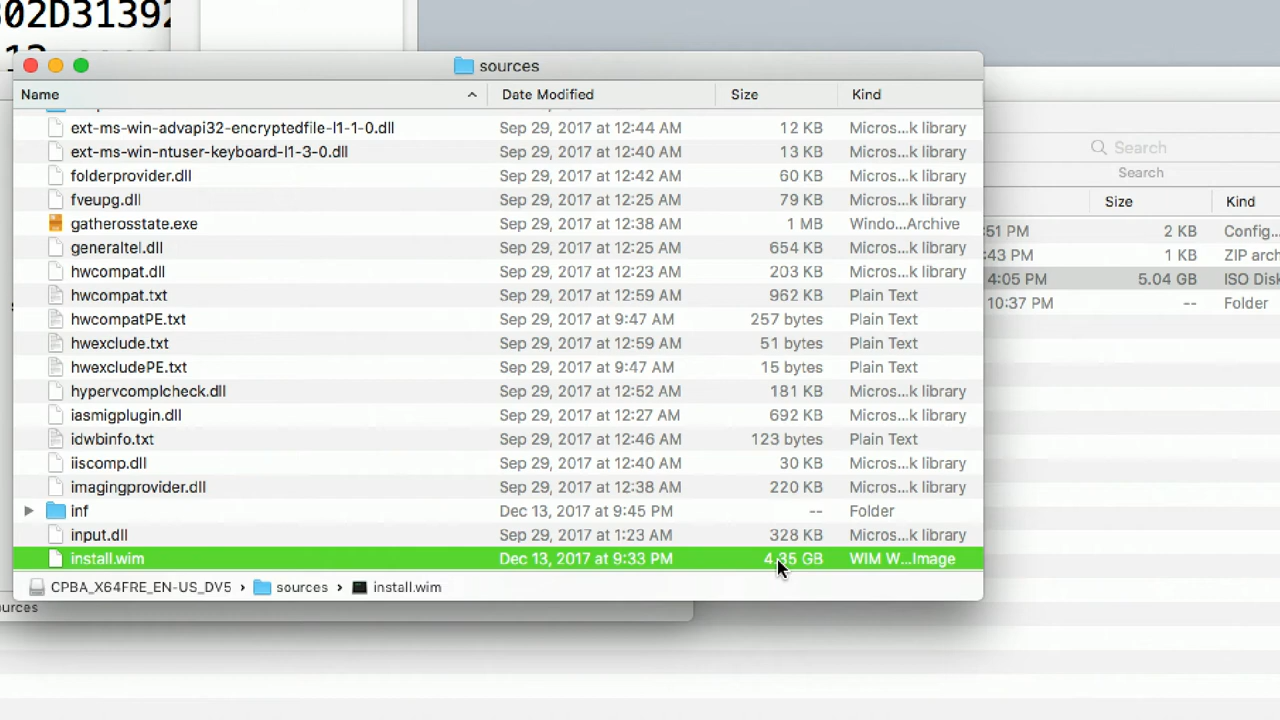 802D31392
sources
Name Date Modified Size Kind
ext-ms-win-advapi32-encryptedfile-l1-1-0.dll Sep 29, 2017 at 12:44 AM 12 KB Micros...k library
ext-ms-win-ntuser-keyboard-l1-3-0.dll Sep 29, 2017 at 12:40 AM 13 KB Micros...k library
folderprovider.dll Sep 29, 2017 at 12:42 AM 60 KB Micros...k library
fveupg.dll Sep 29, 2017 at 12:25 AM 79 KB Micros...k library
gatherosstate.exe Sep 29, 2017 at 12:38 AM 1 MB Windo...Archive
generaltel.dll Sep 29, 2017 at 12:25 AM 654 KB Micros...k library
hwcompat.dll Sep 29, 2017 at 12:23 AM 203 KB Micros...k library
hwcompat.txt Sep 29, 2017 at 12:59 AM 962 KB Plain Text
hwcompatPE.txt Sep 29, 2017 at 9:47 AM 257 bytes Plain Text
hwexclude.txt Sep 29, 2017 at 12:59 AM 51 bytes Plain Text
hwexcludePE.txt Sep 29, 2017 at 9:47 AM 15 bytes Plain Text
hypervcomplcheck.dll Sep 29, 2017 at 12:52 AM 181 KB Micros...k library
iasmigplugin.dll Sep 29, 2017 at 12:27 AM 692 KB Micros...k library
idwbinfo.txt Sep 29, 2017 at 12:46 AM 123 bytes Plain Text
iiscomp.dll Sep 29, 2017 at 12:40 AM 30 KB Micros...k library
imagingprovider.dll Sep 29, 2017 at 12:38 AM 220 KB Micros...k library
inf Dec 13, 2017 at 9:45 PM -- Folder
input.dll Sep 29, 2017 at 1:23 AM 328 KB Micros...k library
install.wim Dec 13, 2017 at 9:33 PM 4.35 GB WIM W...Image
CPBA_X64FRE_EN-US_DV5 › sources › install.wim
urces
Search
Search
Size Kind
:51 PM 2 KB Config...
:43 PM 1 KB ZIP arch
4:05 PM 5.04 GB ISO Disk
10:37 PM -- Folder